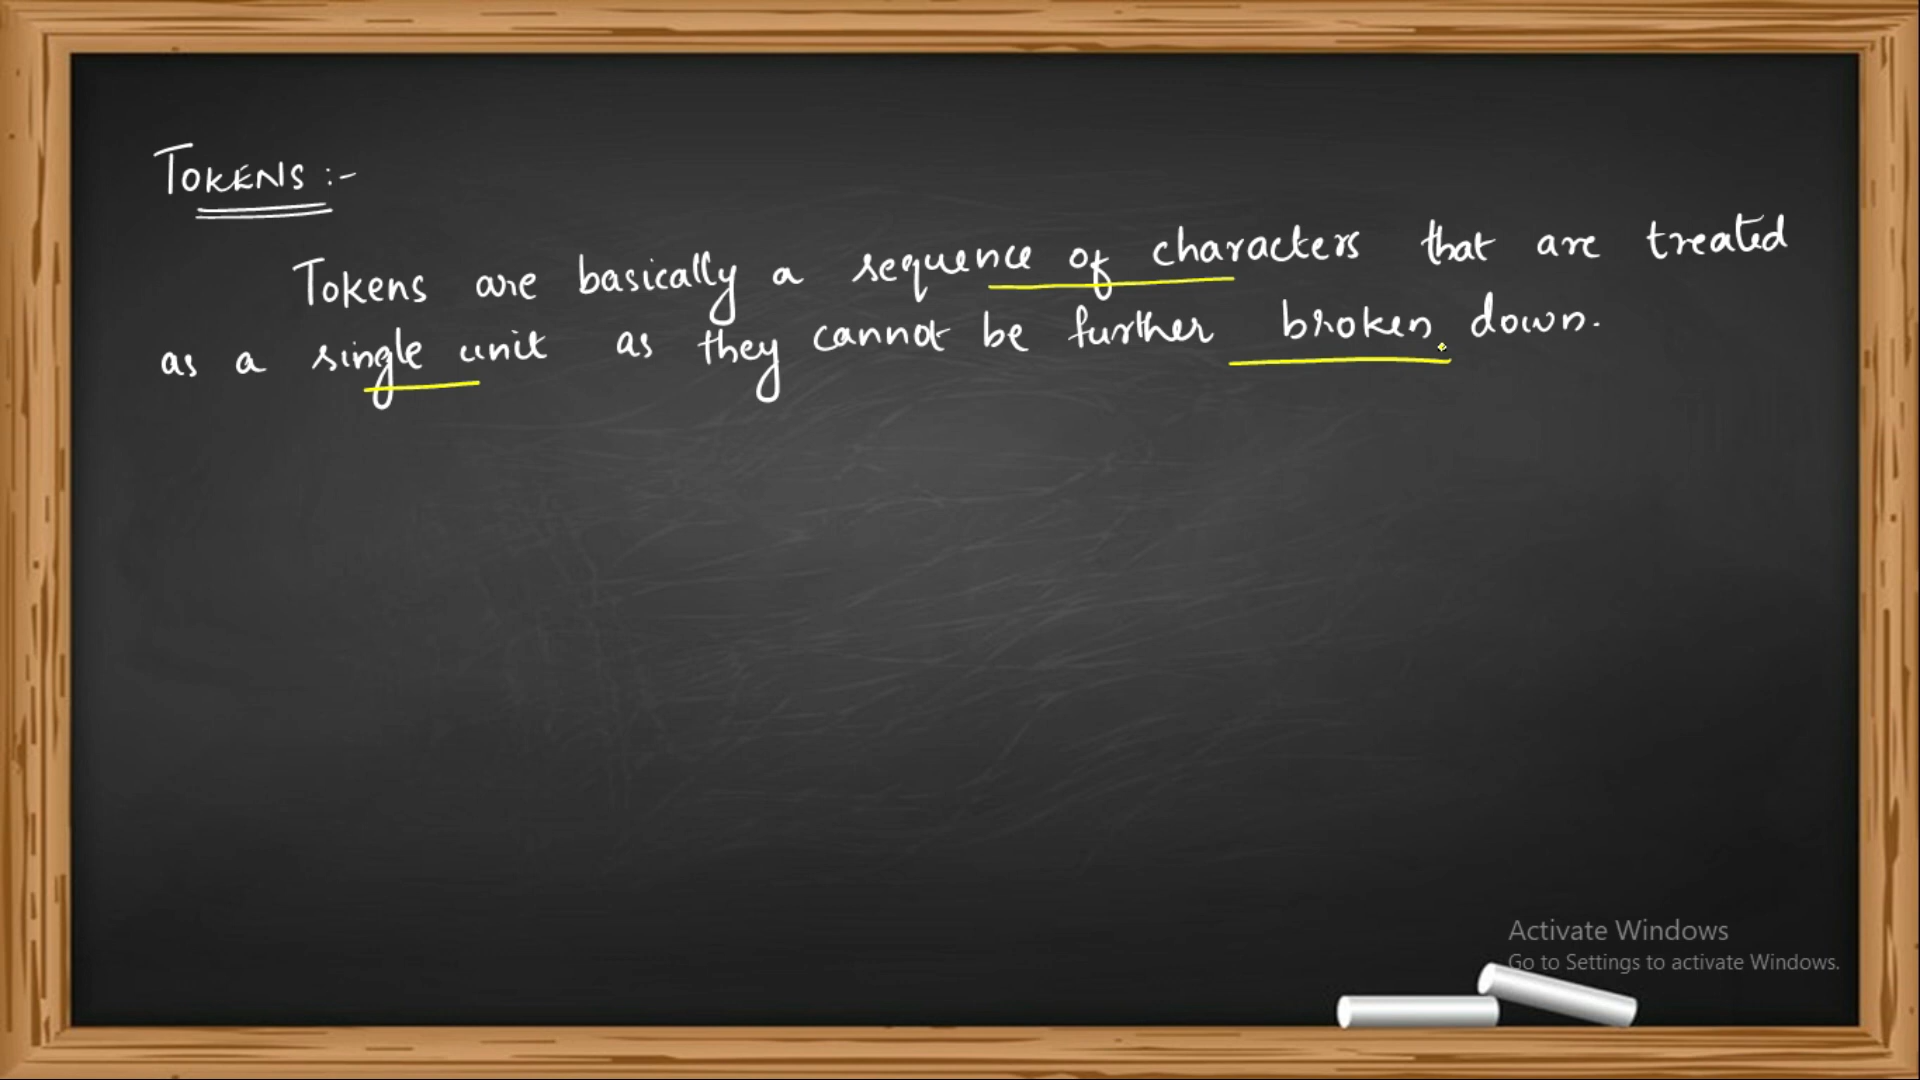 TOKENS :-
Tokens are basically a sequence of characters that are treated
as a single unit as they cannot be further broken down.
Activate Windows
Go to Settings to activate Windows.